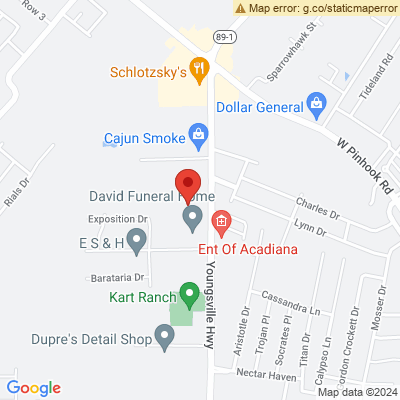 Map error: g.co/staticmaperror
Row 3
89-1
Sparrowhawk St
Tideland Rd
Schlotzsky's
Dollar General
W Pinhook Rd
Cajun Smoke
Rials Dr
David Funeral Home
Charles Dr
Exposition Dr
Lynn Dr
E S & H
Ent Of Acadiana
Youngsville Hwy
Barataria Dr
Kart Ranch
Cassandra Ln
Aristotle Dr
Trojan Pl
Socrates Pl
Titan Dr
Calypso Ln
Gordon Crockett Dr
Mosser Dr
Dupre's Detail Shop
Nectar Haven
Google
Map data ©2024